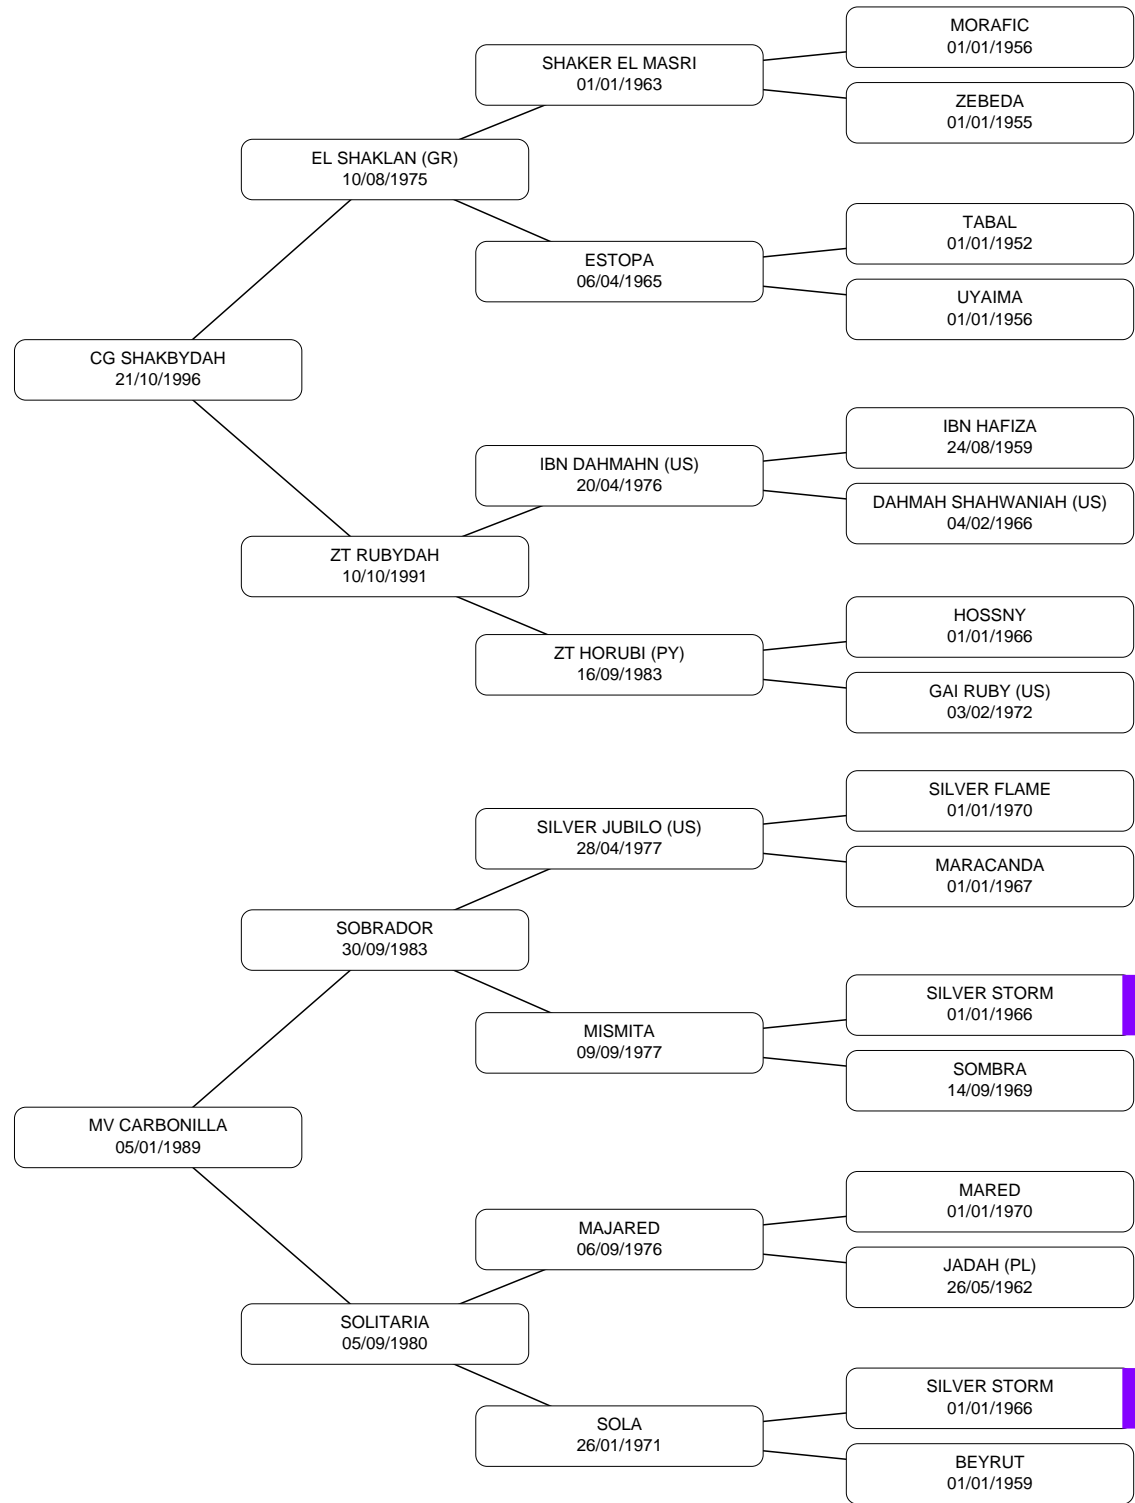 MORAFIC
01/01/1956
SHAKER EL MASRI
01/01/1963
ZEBEDA
01/01/1955
EL SHAKLAN (GR)
10/08/1975
TABAL
01/01/1952
ESTOPA
06/04/1965
UYAIMA
01/01/1956
CG SHAKBYDAH
21/10/1996
IBN HAFIZA
24/08/1959
IBN DAHMAHN (US)
20/04/1976
DAHMAH SHAHWANIAH (US)
04/02/1966
ZT RUBYDAH
10/10/1991
HOSSNY
01/01/1966
ZT HORUBI (PY)
16/09/1983
GAI RUBY (US)
03/02/1972
SILVER FLAME
01/01/1970
SILVER JUBILO (US)
28/04/1977
MARACANDA
01/01/1967
SOBRADOR
30/09/1983
SILVER STORM
01/01/1966
MISMITA
09/09/1977
SOMBRA
14/09/1969
MV CARBONILLA
05/01/1989
MARED
01/01/1970
MAJARED
06/09/1976
JADAH (PL)
26/05/1962
SOLITARIA
05/09/1980
SILVER STORM
01/01/1966
SOLA
26/01/1971
BEYRUT
01/01/1959